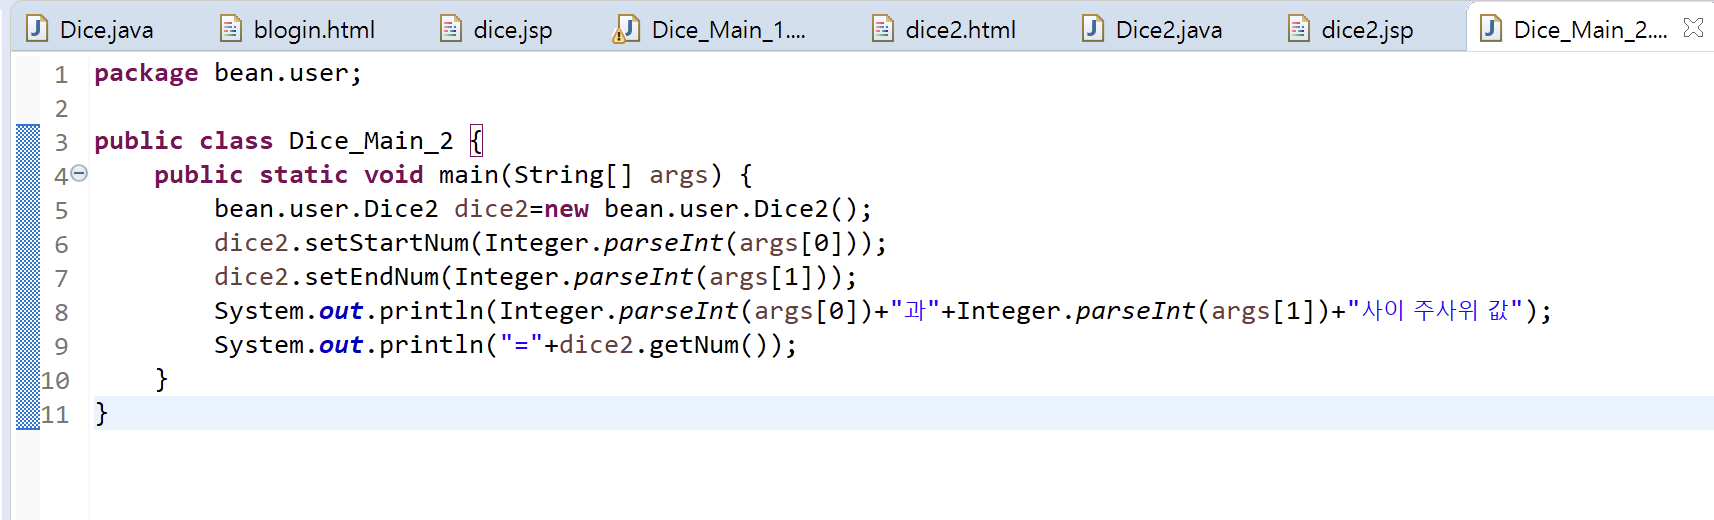 Dice.java blogin.html dice.jsp Dice_Main_1.... dice2.html Dice2.java dice2.jsp Dice_Main_2....
1 package bean.user;
2
3 public class Dice_Main_2 {
4 public static void main(String[] args) {
5 bean.user.Dice2 dice2=new bean.user.Dice2();
6 dice2.setStartNum(Integer.parseInt(args[0]));
7 dice2.setEndNum(Integer.parseInt(args[1]));
8 System.out.println(Integer.parseInt(args[0])+"과"+Integer.parseInt(args[1])+"사이 주사위 값");
9 System.out.println("="+dice2.getNum());
10 }
11 }